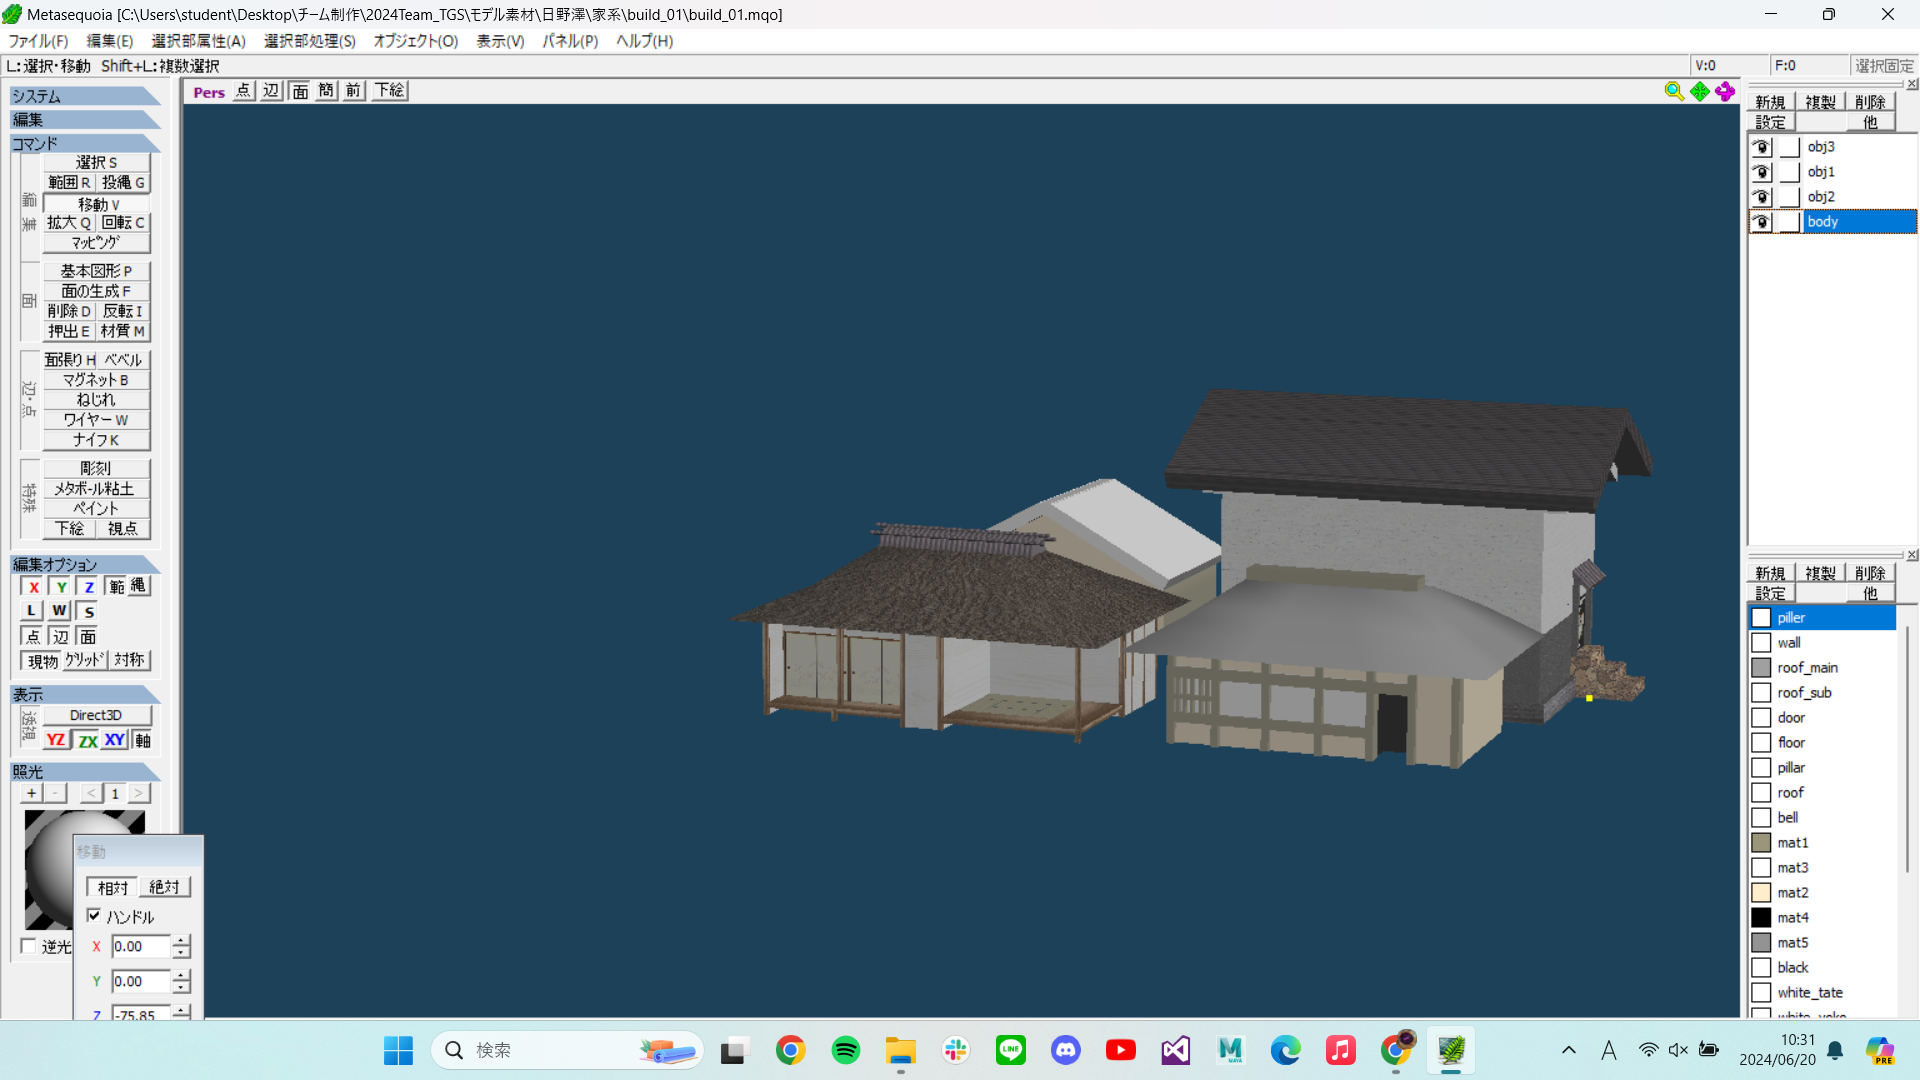 Metasequoia [C:\Users\student\Desktop\チーム制作\2024Team_TGS\モデル素材\日野澤\家系\build_01\build_01.mqo]
ファイル(F) 編集(E) 選択部属性(A) 選択部処理(S) オブジェクト(O) 表示(V) パネル(P) ヘルプ(H)
L:選択・移動 Shift+L:複数選択 V:0 F:0 選択固定
Pers 点 辺 面 簡 前 下絵
システム
編集
コマンド
編集
選択 S
範囲 R 投縄 G
移動 V
拡大 Q 回転 C
マッピング
面
基本図形 P
面の生成 F
削除 D 反転 I
押出 E 材質 M
辺・点
面張り H ベベル
マグネット B
ねじれ
ワイヤー W
ナイフ K
特殊
彫刻
メタボール粘土
ペイント
下絵 視点
編集オプション
X Y Z 範 縄
L W S
点 辺 面
現物 グリッド 対称
表示
透視
Direct3D
YZ ZX XY 軸
照光
+ - < 1 >
逆光
移動
相対 絶対
ハンドル
X 0.00
Y 0.00
Z -75.85
新規 複製 削除
設定 他
obj3
obj1
obj2
body
新規 複製 削除
設定 他
piller
wall
roof_main
roof_sub
door
floor
pillar
roof
bell
mat1
mat3
mat2
mat4
mat5
black
white_tate
white_yoko
検索
LINE
MAYA
A
10:31
2024/06/20
PRE